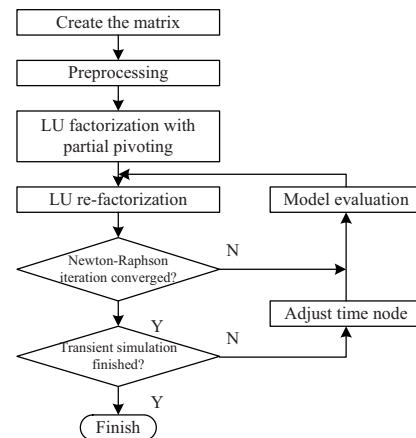 Create the matrix
Preprocessing
LU factorization with
partial pivoting
LU re-factorization
Model evaluation
Newton-Raphson
iteration converged?
N
Y
Adjust time node
Transient simulation
finished?
N
Y
Finish